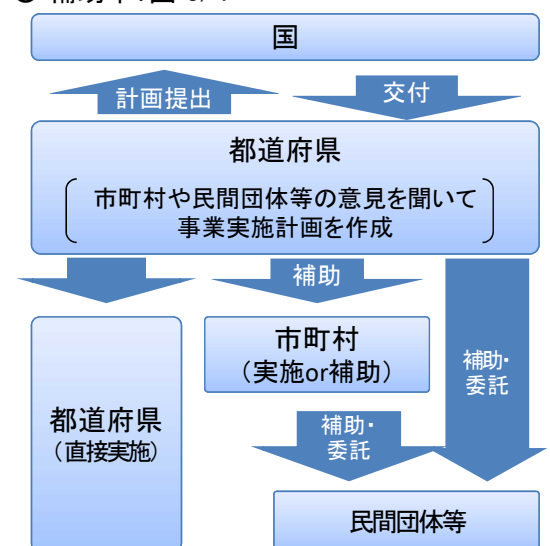 国
計画提出
交付
都道府県
市町村や民間団体等の意見を聞いて
事業実施計画を作成
補助
市町村
（実施or補助）
補助・
委託
都道府県
（直接実施）
補助・
委託
民間団体等